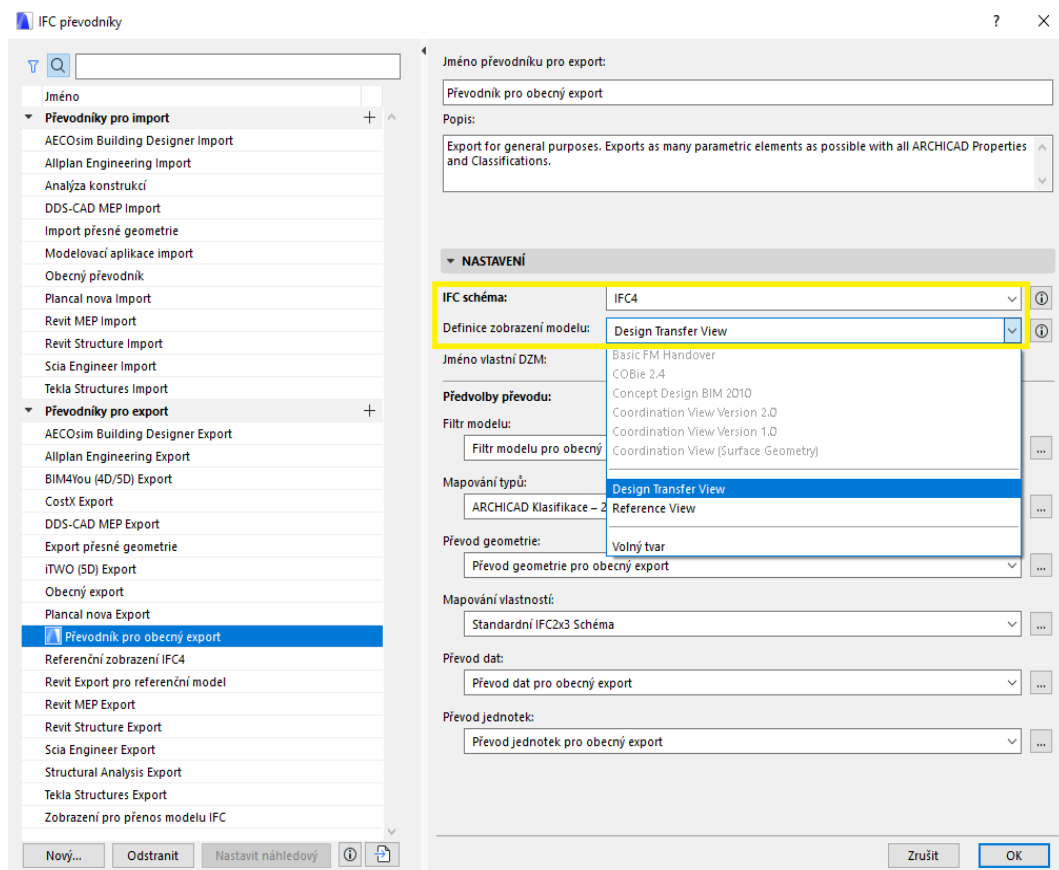 IFC převodníky
?
Jméno
Převodníky pro import
AECOsim Building Designer Import
Allplan Engineering Import
Analýza konstrukcí
DDS-CAD MEP Import
Import přesné geometrie
Modelovací aplikace import
Obecný převodník
Plancal nova Import
Revit MEP Import
Revit Structure Import
Scia Engineer Import
Tekla Structures Import
Převodníky pro export
AECOsim Building Designer Export
Allplan Engineering Export
BIM4You (4D/5D) Export
CostX Export
DDS-CAD MEP Export
Export přesné geometrie
iTWO (5D) Export
Obecný export
Plancal nova Export
Převodník pro obecný export
Referenční zobrazení IFC4
Revit Export pro referenční model
Revit MEP Export
Revit Structure Export
Scia Engineer Export
Structural Analysis Export
Tekla Structures Export
Zobrazení pro přenos modelu IFC
Nový...
Odstranit
Nastavit náhledový
Jméno převodníku pro export:
Převodník pro obecný export
Popis:
Export for general purposes. Exports as many parametric elements as possible with all ARCHICAD Properties
and Classifications.
NASTAVENÍ
IFC schéma: IFC4
Definice zobrazení modelu: Design Transfer View
Jméno vlastní DZM:
Basic FM Handover
COBie 2.4
Concept Design BIM 2010
Coordination View Version 2.0
Coordination View Version 1.0
Coordination View (Surface Geometry)
Design Transfer View
Reference View
Volný tvar
Předvolby převodu:
Filtr modelu:
Filtr modelu pro obecný
...
Mapování typů:
ARCHICAD Klasifikace – 2
...
Převod geometrie:
Převod geometrie pro obecný export
...
Mapování vlastností:
Standardní IFC2x3 Schéma
...
Převod dat:
Převod dat pro obecný export
...
Převod jednotek:
Převod jednotek pro obecný export
...
Zrušit
OK